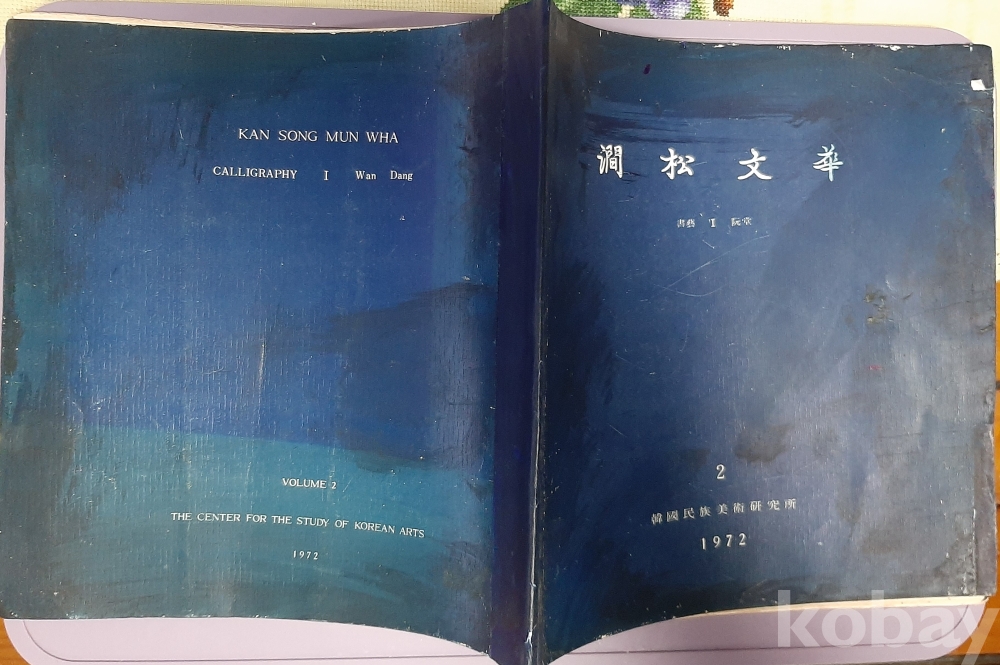 KAN SONG MUN WHA
CALLIGRAPHY I Wan Dang
VOLUME 2
THE CENTER FOR THE STUDY OF KOREAN ARTS
1972
澗松文華
書藝 阮堂
2
韓國民族美術硏究所
1972
kobay